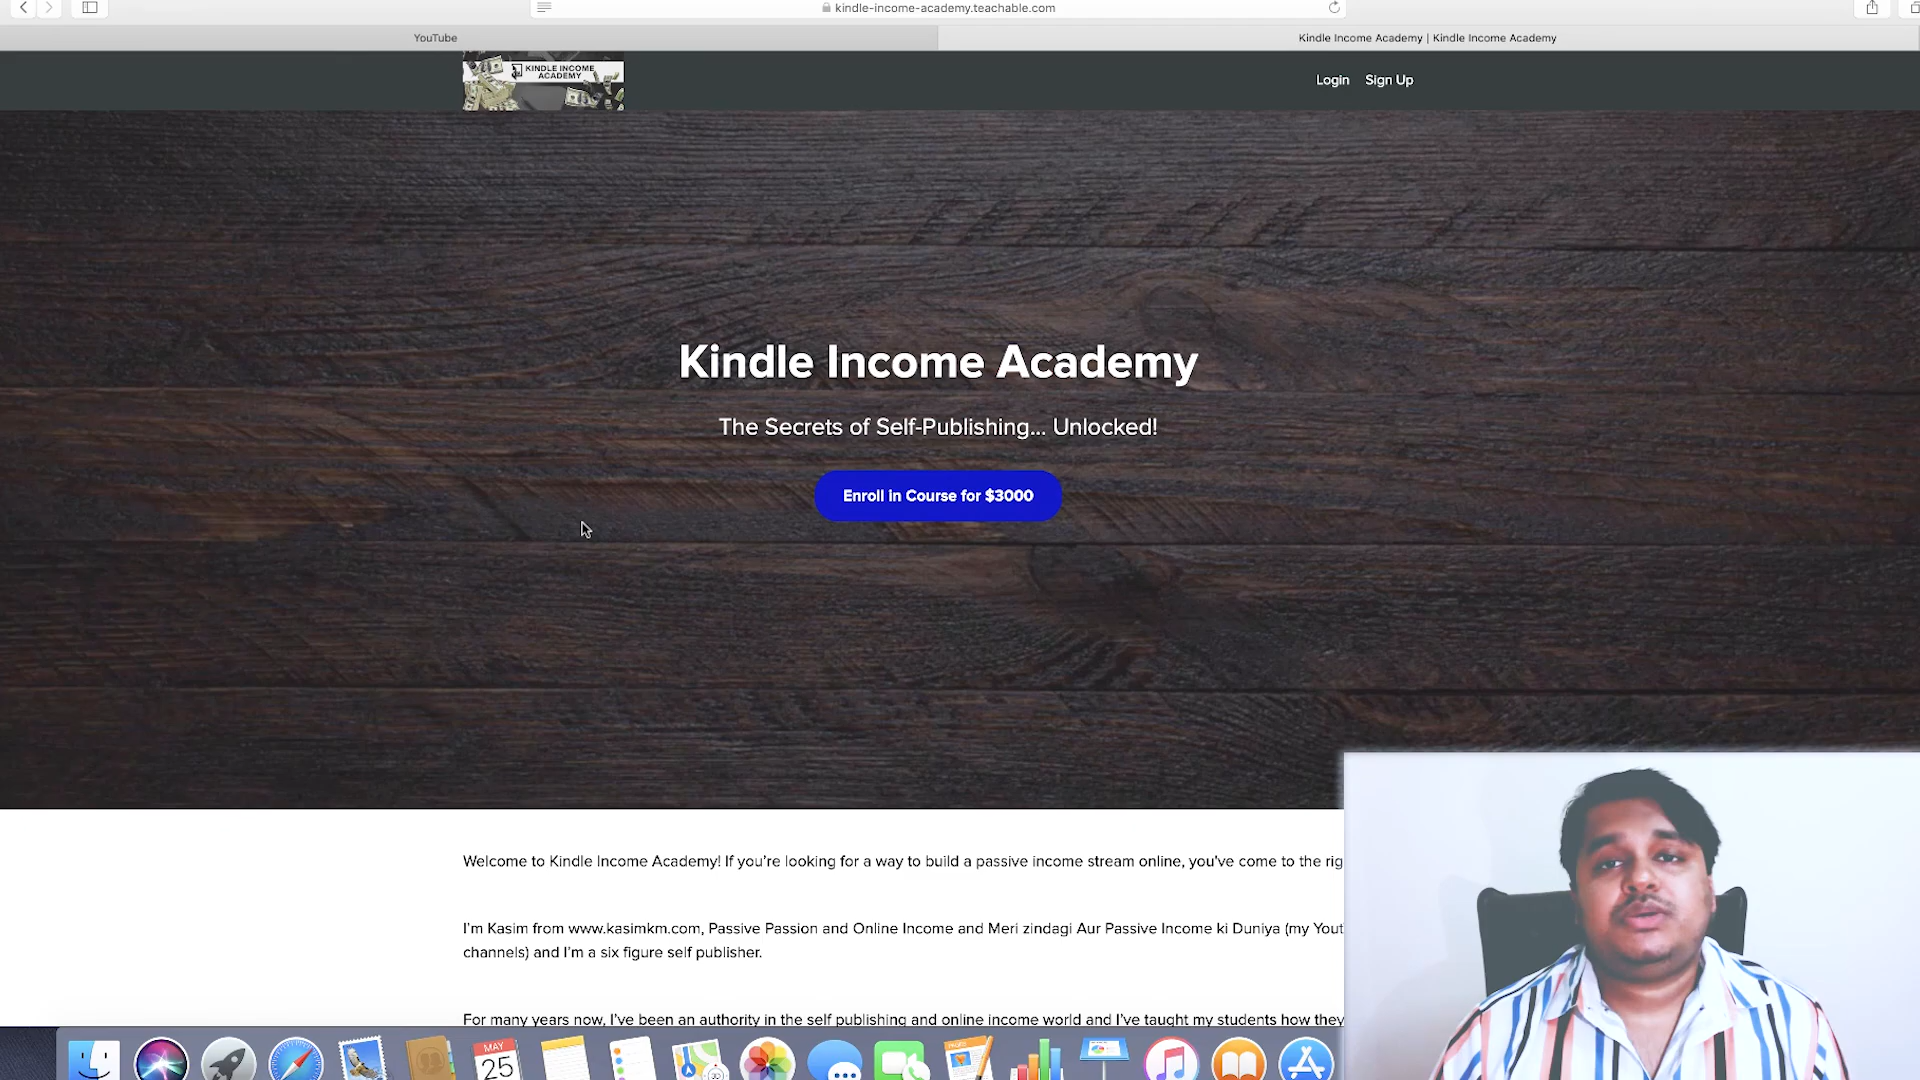 kindle-income-academy.teachable.com
YouTube
Kindle Income Academy | Kindle Income Academy
KINDLE INCOME
ACADEMY
Login Sign Up
Kindle Income Academy
The Secrets of Self-Publishing... Unlocked!
Enroll in Course for $3000
Welcome to Kindle Income Academy! If you're looking for a way to build a passive income stream online, you've come to the rig
I'm Kasim from www.kasimkm.com, Passive Passion and Online Income and Meri zindagi Aur Passive Income ki Duniya (my Yout
channels) and I'm a six figure self publisher.
For many years now, I've been an authority in the self publishing and online income world and I've taught my students how they
MAY
25
PAGES